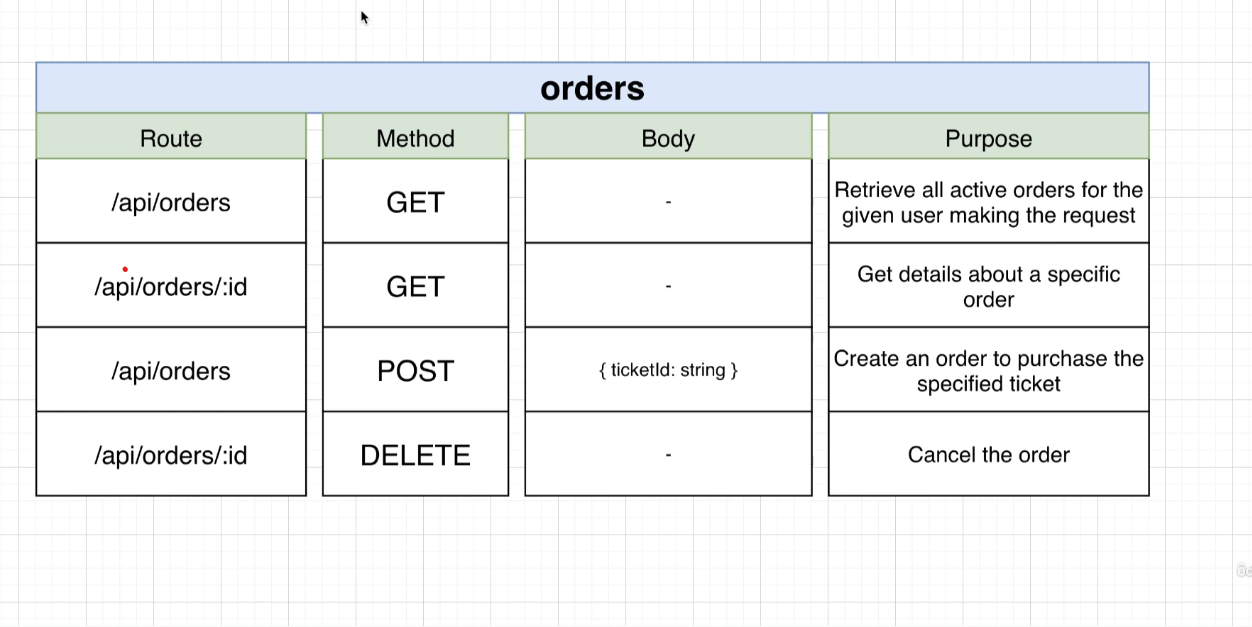 orders
Route Method Body Purpose
/api/orders GET - Retrieve all active orders for the
given user making the request
/api/orders/:id GET - Get details about a specific
order
/api/orders POST { ticketId: string } Create an order to purchase the
specified ticket
/api/orders/:id DELETE - Cancel the order